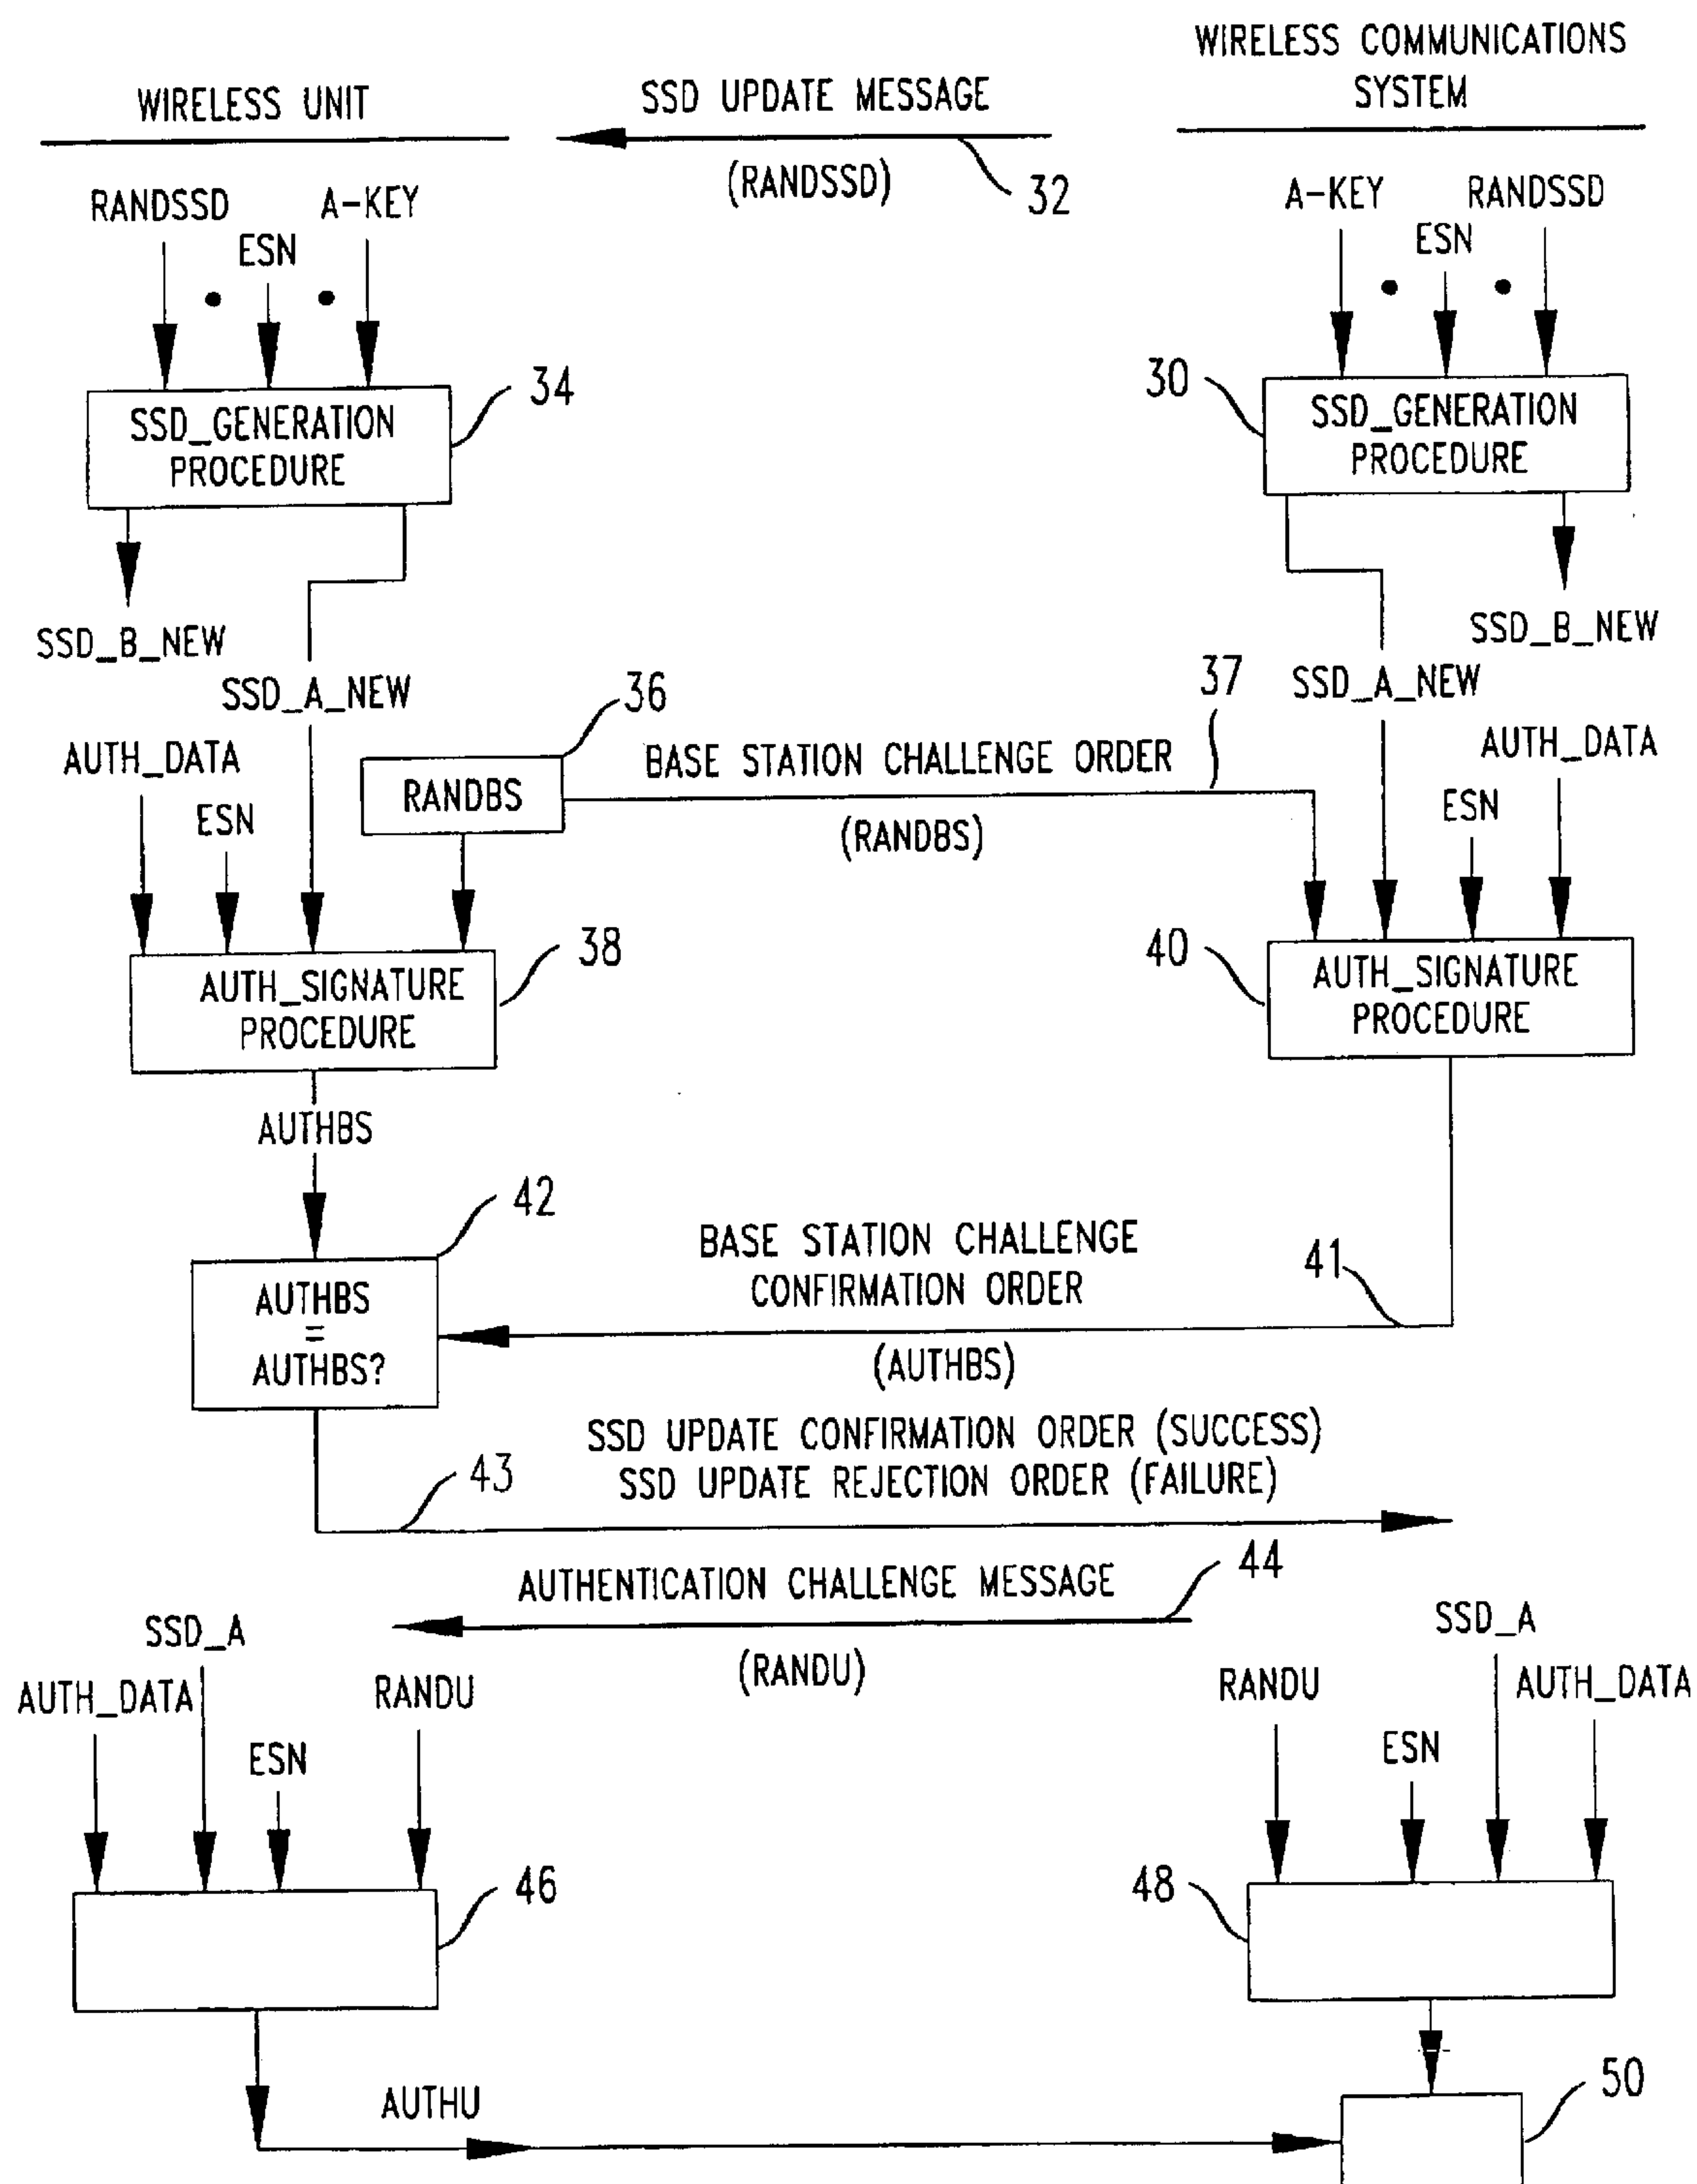 WIRELESS UNIT
SSD UPDATE MESSAGE
(RANDSSD)
32
WIRELESS COMMUNICATIONS
SYSTEM
RANDSSD
ESN
A-KEY
A-KEY
ESN
RANDSSD
34
SSD_GENERATION
PROCEDURE
30
SSD_GENERATION
PROCEDURE
SSD_B_NEW
SSD_A_NEW
SSD_B_NEW
SSD_A_NEW
36
37
AUTH_DATA
ESN
RANDBS
BASE STATION CHALLENGE ORDER
(RANDBS)
ESN
AUTH_DATA
38
AUTH_SIGNATURE
PROCEDURE
40
AUTH_SIGNATURE
PROCEDURE
AUTHBS
42
AUTHBS
=
AUTHBS?
BASE STATION CHALLENGE
CONFIRMATION ORDER
41
(AUTHBS)
SSD UPDATE CONFIRMATION ORDER (SUCCESS)
SSD UPDATE REJECTION ORDER (FAILURE)
43
AUTHENTICATION CHALLENGE MESSAGE
44
(RANDU)
SSD_A
AUTH_DATA
ESN
RANDU
SSD_A
RANDU
ESN
AUTH_DATA
46
48
AUTHU
50